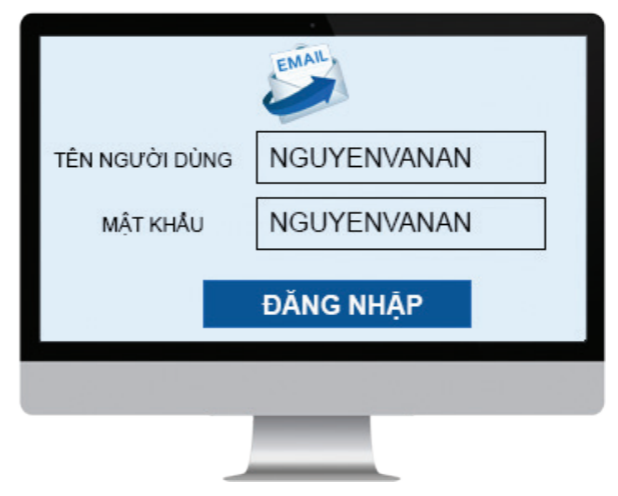 EMAIL
TÊN NGƯỜI DÙNG
NGUYENVANAN
MẬT KHẨU
NGUYENVANAN
ĐĂNG NHẬP